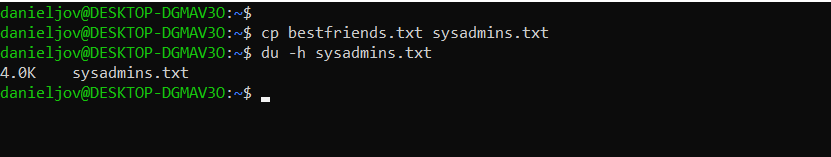 danieljov@DESKTOP-DGMAV3O:~$
danieljov@DESKTOP-DGMAV3O:~$ cp bestfriends.txt sysadmins.txt
danieljov@DESKTOP-DGMAV3O:~$ du -h sysadmins.txt
4.0K    sysadmins.txt
danieljov@DESKTOP-DGMAV3O:~$